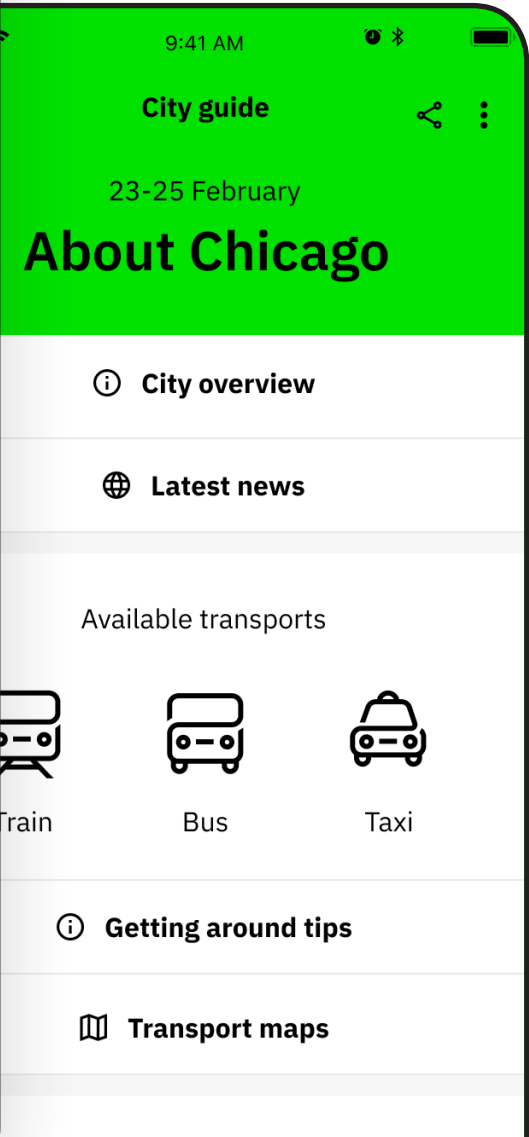 9:41 AM
City guide
23-25 February
About Chicago
City overview
Latest news
Available transports
Train
Bus
Taxi
Getting around tips
Transport maps